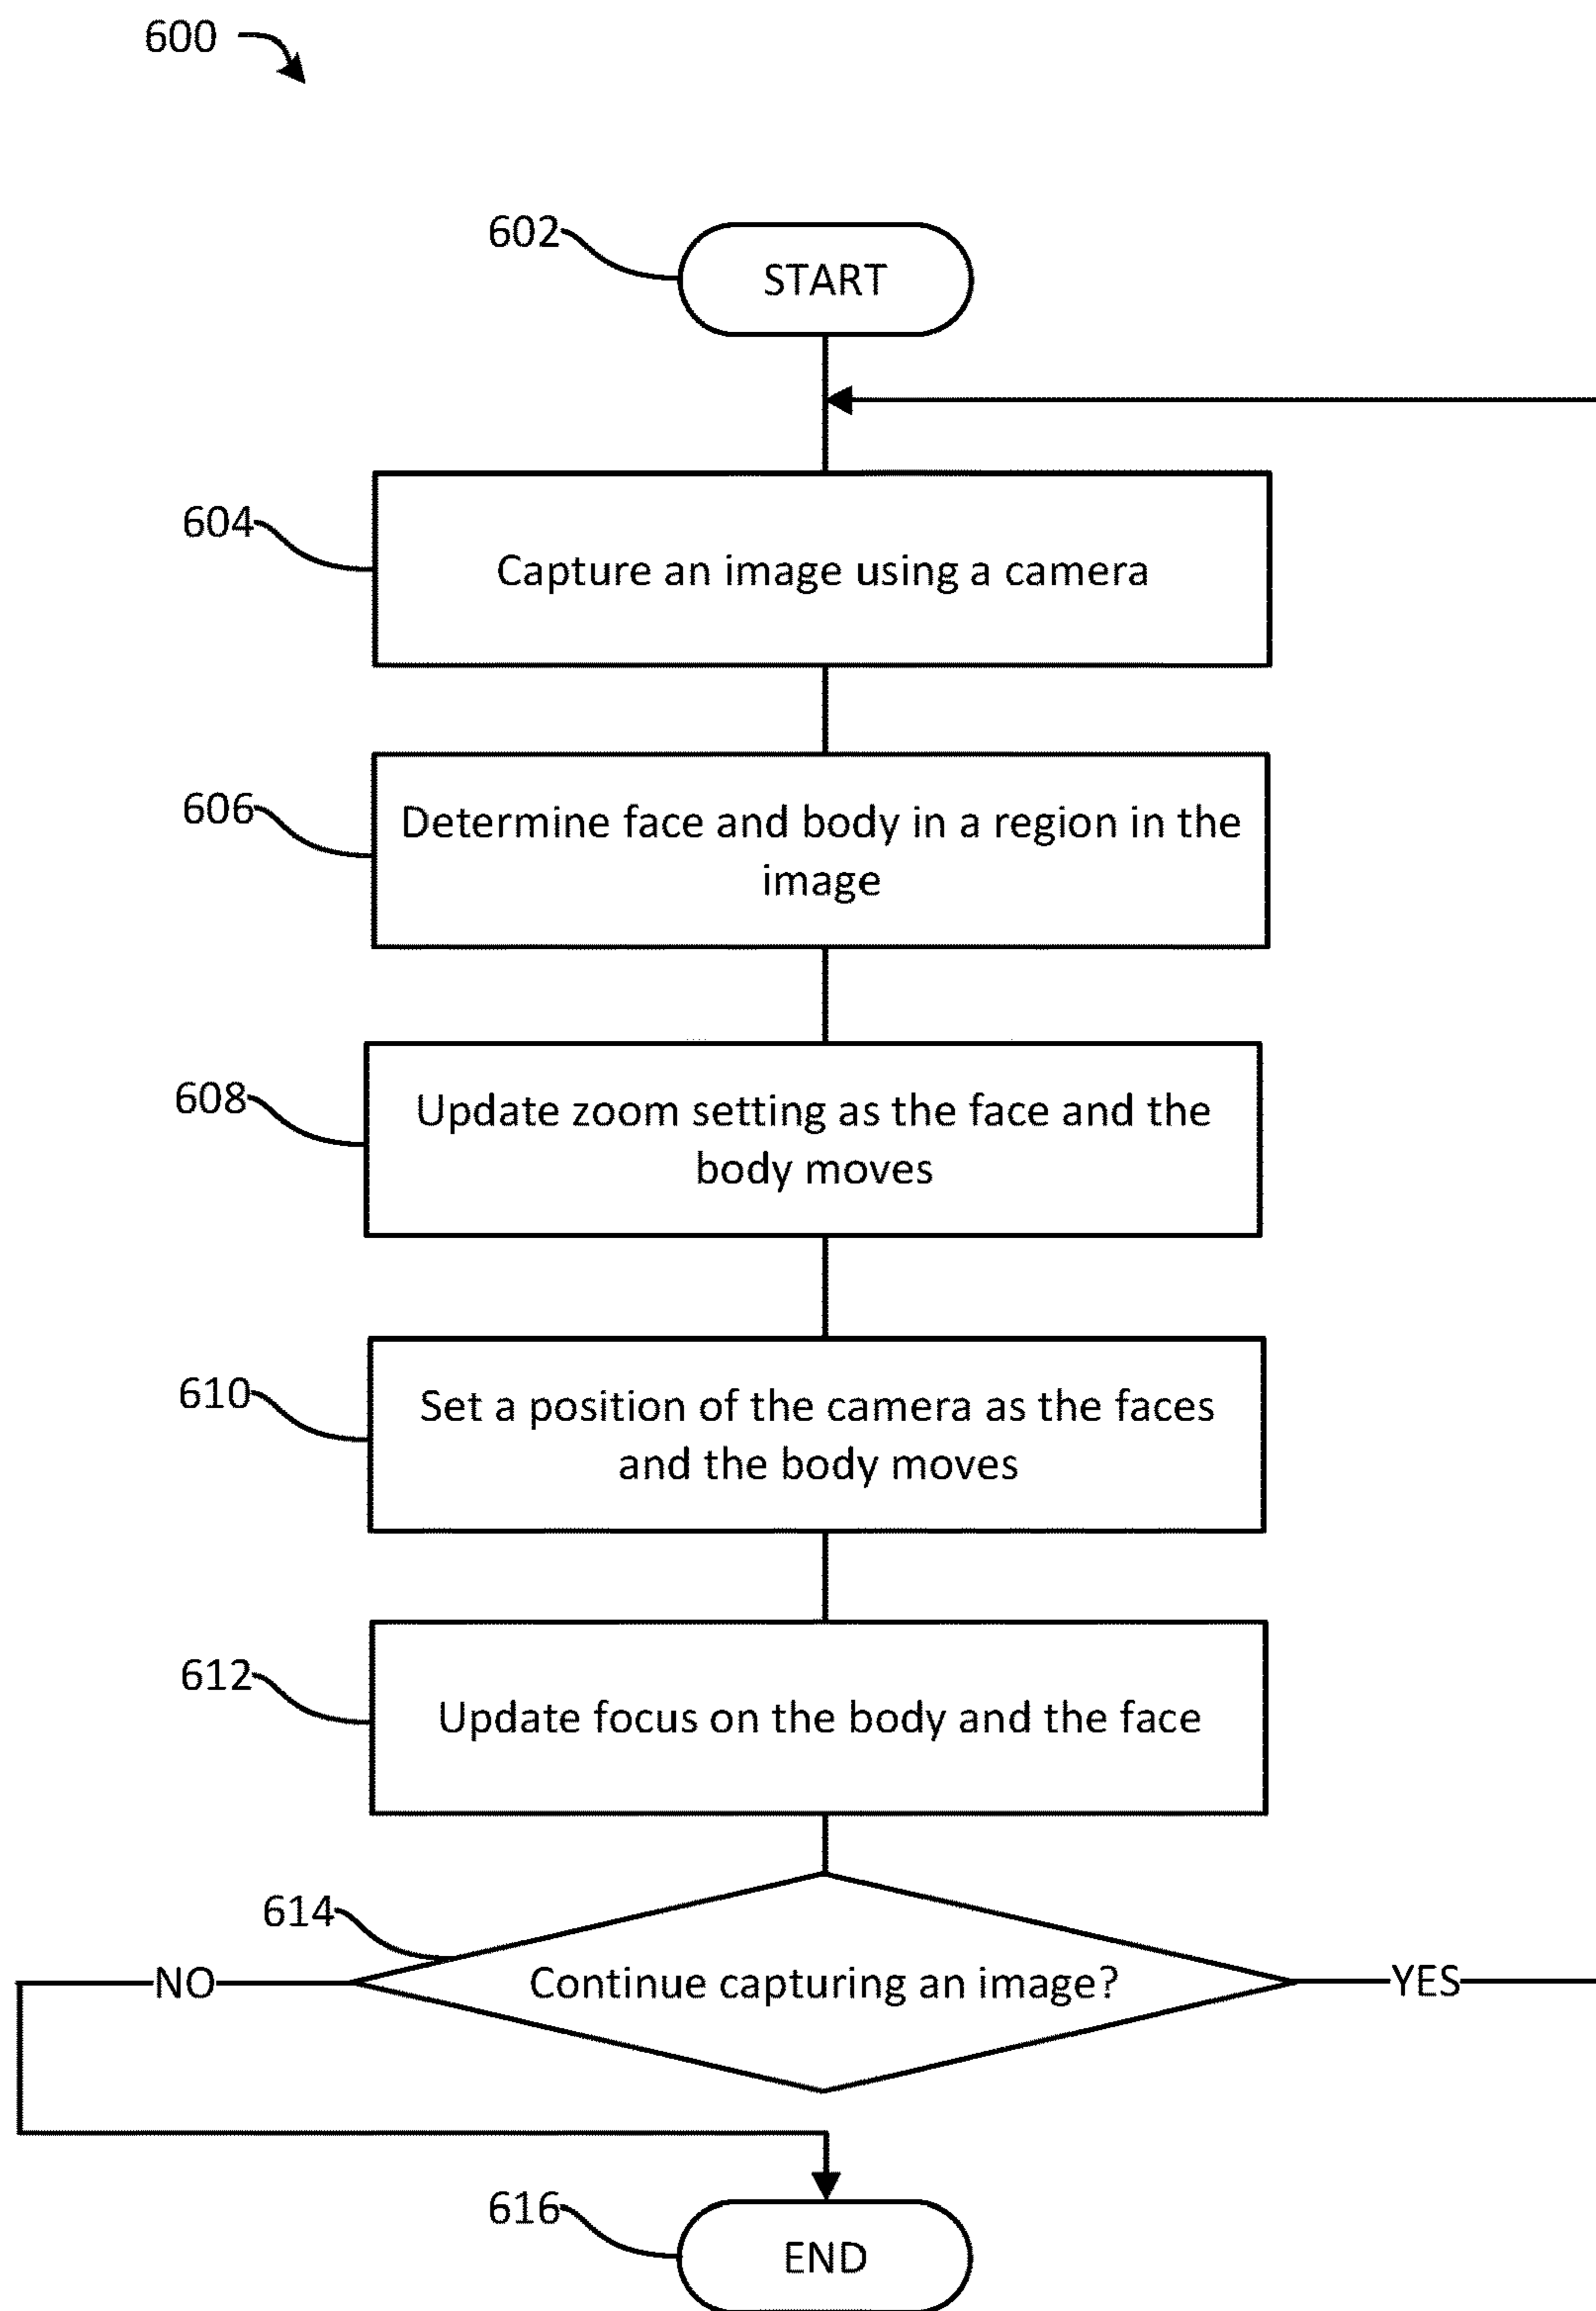 600
602
START
604
Capture an image using a camera
606
Determine face and body in a region in the
image
608
Update zoom setting as the face and the
body moves
610
Set a position of the camera as the faces
and the body moves
612
Update focus on the body and the face
614
NO
Continue capturing an image?
YES
616
END